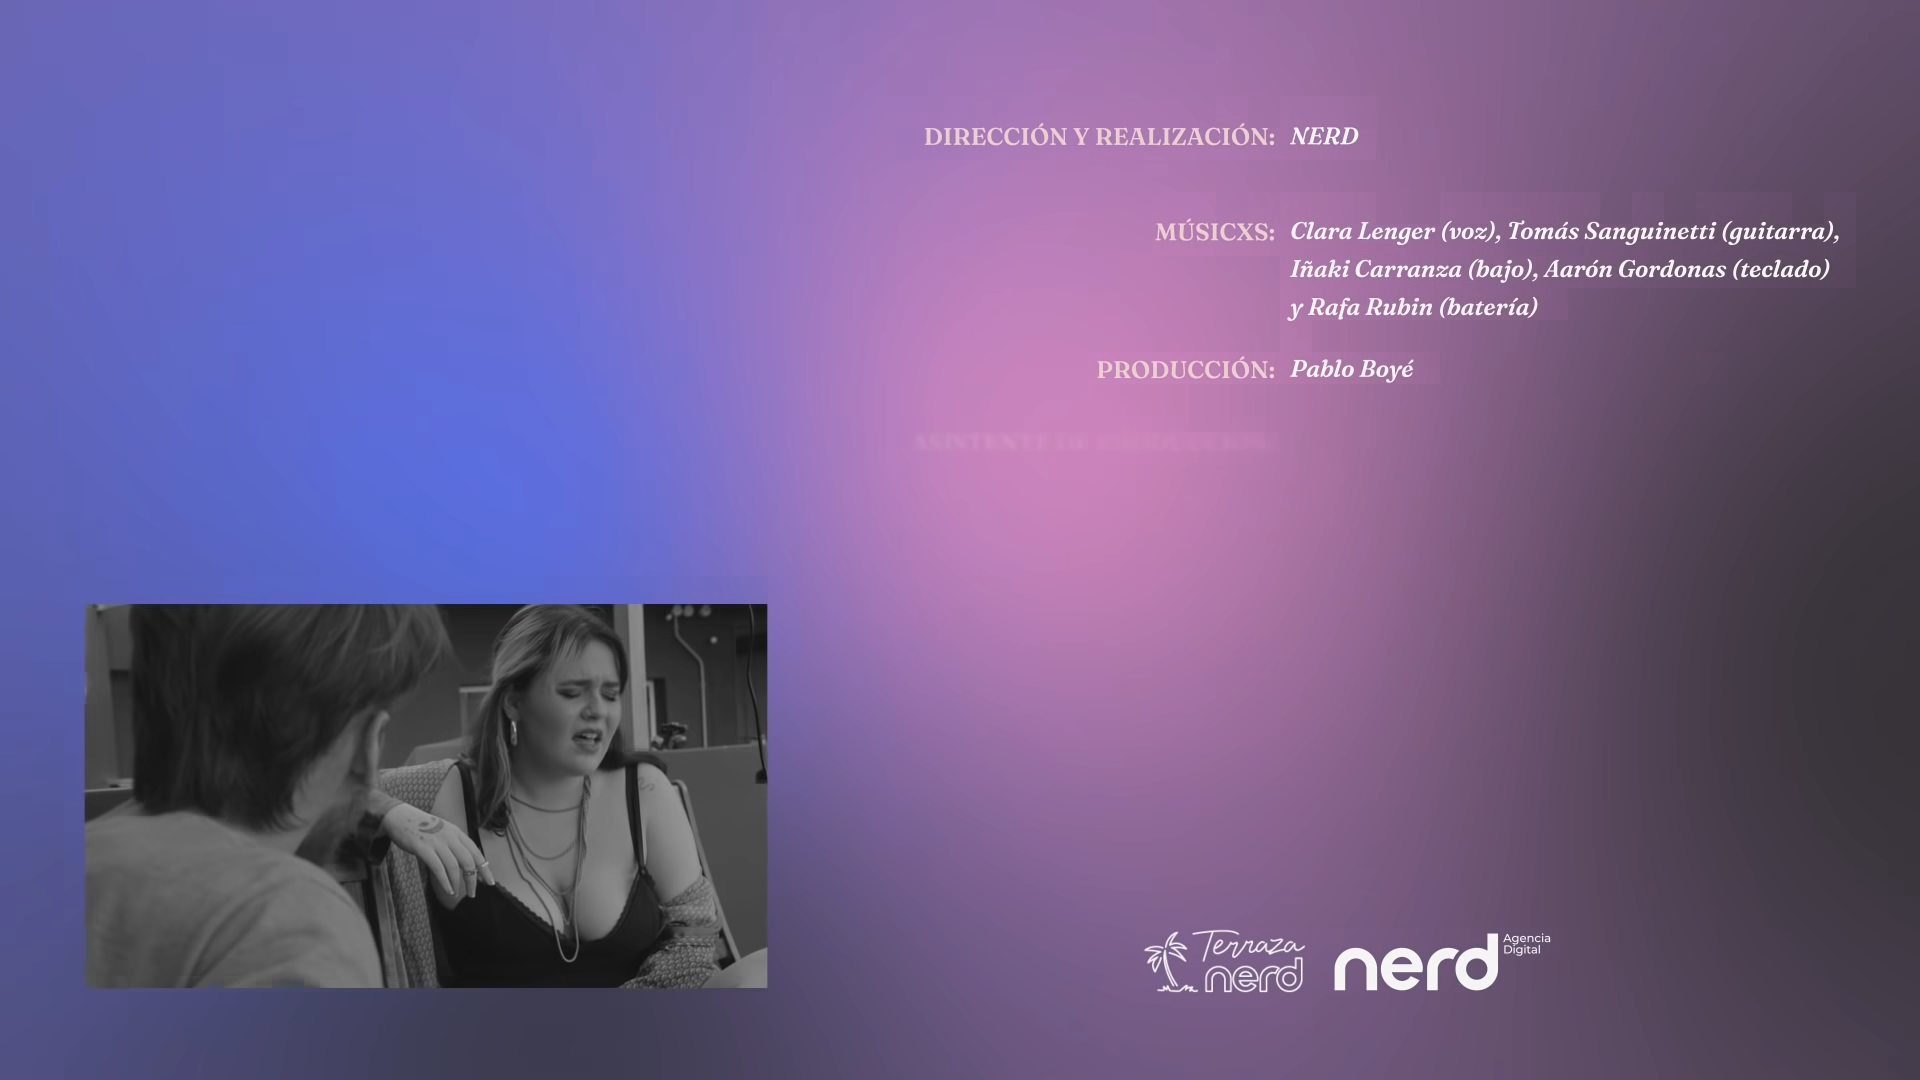 DIRECCIÓN Y REALIZACIÓN: NERD
MÚSICXS: Clara Lenger (voz), Tomás Sanguinetti (guitarra),
Iñaki Carranza (bajo), Aarón Gordonas (teclado)
y Rafa Rubin (batería)
PRODUCCIÓN: Pablo Boyé
Terraza
nerd
nerd
Agencia
Digital